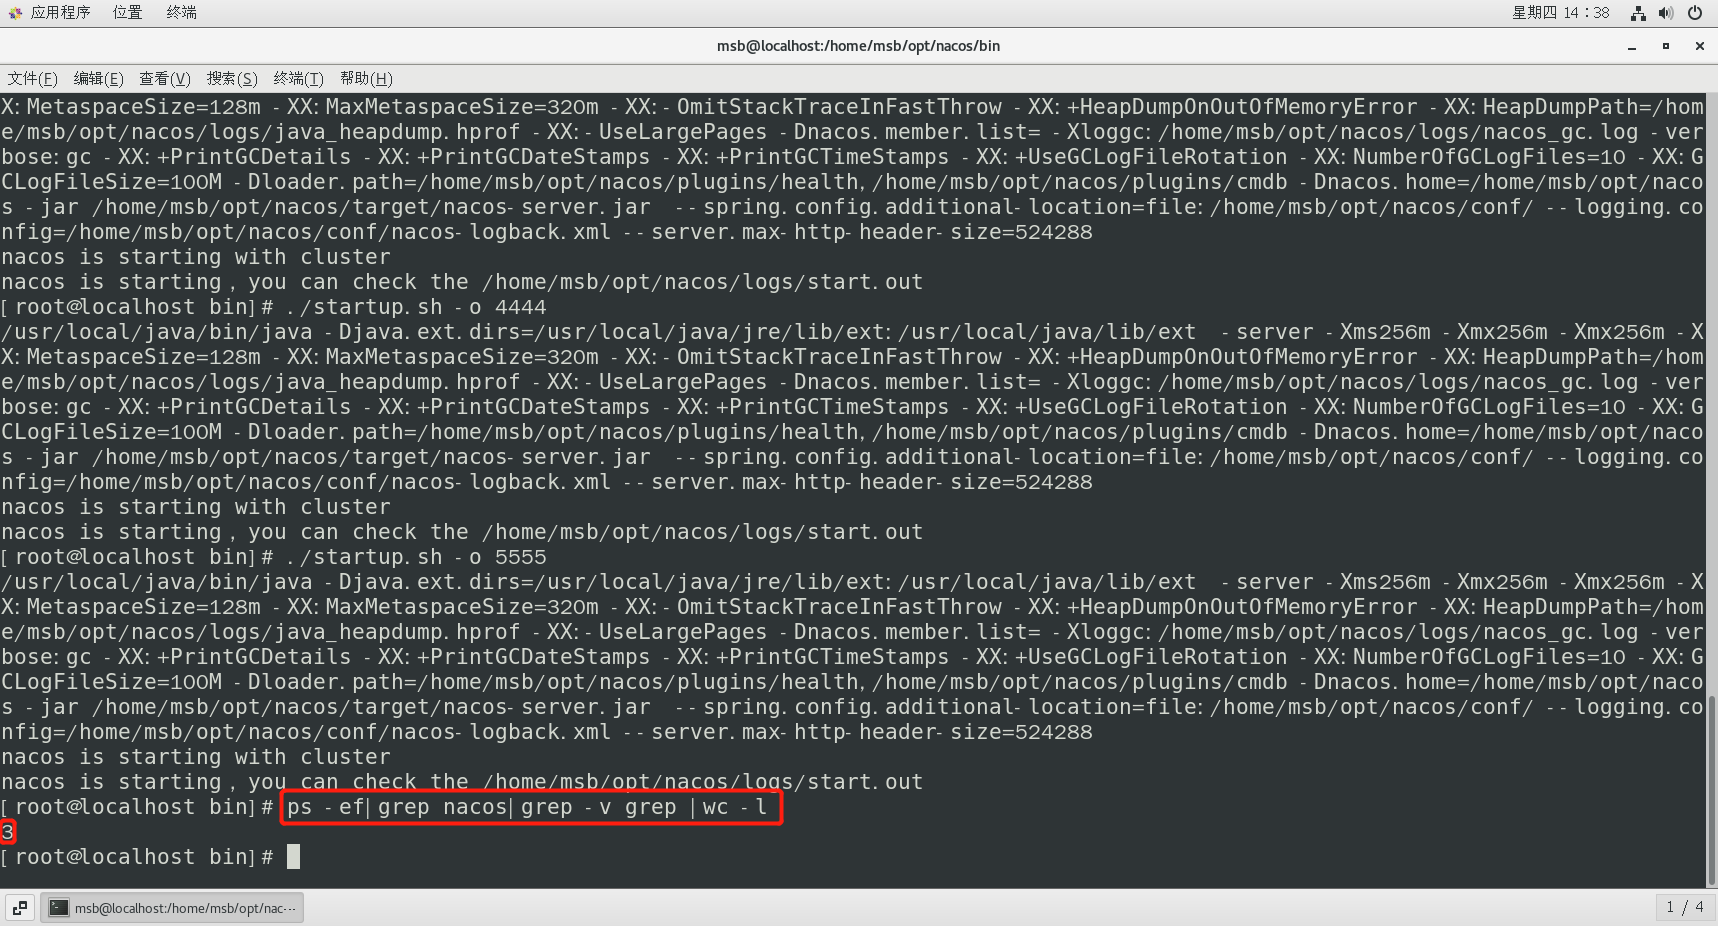 应用程序 位置 终端 星期四 14：38
msb@localhost:/home/msb/opt/nacos/bin
文件(F) 编辑(E) 查看(V) 搜索(S) 终端(T) 帮助(H)
X:MetaspaceSize=128m -XX:MaxMetaspaceSize=320m -XX:-OmitStackTraceInFastThrow -XX:+HeapDumpOnOutOfMemoryError -XX:HeapDumpPath=/hom
e/msb/opt/nacos/logs/java_heapdump.hprof -XX:-UseLargePages -Dnacos.member.list= -Xloggc:/home/msb/opt/nacos/logs/nacos_gc.log -ver
bose:gc -XX:+PrintGCDetails -XX:+PrintGCDateStamps -XX:+PrintGCTimeStamps -XX:+UseGCLogFileRotation -XX:NumberOfGCLogFiles=10 -XX:G
CLogFileSize=100M -Dloader.path=/home/msb/opt/nacos/plugins/health,/home/msb/opt/nacos/plugins/cmdb -Dnacos.home=/home/msb/opt/naco
s -jar /home/msb/opt/nacos/target/nacos-server.jar  --spring.config.additional-location=file:/home/msb/opt/nacos/conf/ --logging.co
nfig=/home/msb/opt/nacos/conf/nacos-logback.xml --server.max-http-header-size=524288
nacos is starting with cluster
nacos is starting，you can check the /home/msb/opt/nacos/logs/start.out
[root@localhost bin]# ./startup.sh -o 4444
/usr/local/java/bin/java -Djava.ext.dirs=/usr/local/java/jre/lib/ext:/usr/local/java/lib/ext  -server -Xms256m -Xmx256m -Xmx256m -X
X:MetaspaceSize=128m -XX:MaxMetaspaceSize=320m -XX:-OmitStackTraceInFastThrow -XX:+HeapDumpOnOutOfMemoryError -XX:HeapDumpPath=/hom
e/msb/opt/nacos/logs/java_heapdump.hprof -XX:-UseLargePages -Dnacos.member.list= -Xloggc:/home/msb/opt/nacos/logs/nacos_gc.log -ver
bose:gc -XX:+PrintGCDetails -XX:+PrintGCDateStamps -XX:+PrintGCTimeStamps -XX:+UseGCLogFileRotation -XX:NumberOfGCLogFiles=10 -XX:G
CLogFileSize=100M -Dloader.path=/home/msb/opt/nacos/plugins/health,/home/msb/opt/nacos/plugins/cmdb -Dnacos.home=/home/msb/opt/naco
s -jar /home/msb/opt/nacos/target/nacos-server.jar  --spring.config.additional-location=file:/home/msb/opt/nacos/conf/ --logging.co
nfig=/home/msb/opt/nacos/conf/nacos-logback.xml --server.max-http-header-size=524288
nacos is starting with cluster
nacos is starting，you can check the /home/msb/opt/nacos/logs/start.out
[root@localhost bin]# ./startup.sh -o 5555
/usr/local/java/bin/java -Djava.ext.dirs=/usr/local/java/jre/lib/ext:/usr/local/java/lib/ext  -server -Xms256m -Xmx256m -Xmx256m -X
X:MetaspaceSize=128m -XX:MaxMetaspaceSize=320m -XX:-OmitStackTraceInFastThrow -XX:+HeapDumpOnOutOfMemoryError -XX:HeapDumpPath=/hom
e/msb/opt/nacos/logs/java_heapdump.hprof -XX:-UseLargePages -Dnacos.member.list= -Xloggc:/home/msb/opt/nacos/logs/nacos_gc.log -ver
bose:gc -XX:+PrintGCDetails -XX:+PrintGCDateStamps -XX:+PrintGCTimeStamps -XX:+UseGCLogFileRotation -XX:NumberOfGCLogFiles=10 -XX:G
CLogFileSize=100M -Dloader.path=/home/msb/opt/nacos/plugins/health,/home/msb/opt/nacos/plugins/cmdb -Dnacos.home=/home/msb/opt/naco
s -jar /home/msb/opt/nacos/target/nacos-server.jar  --spring.config.additional-location=file:/home/msb/opt/nacos/conf/ --logging.co
nfig=/home/msb/opt/nacos/conf/nacos-logback.xml --server.max-http-header-size=524288
nacos is starting with cluster
nacos is starting，you can check the /home/msb/opt/nacos/logs/start.out
[root@localhost bin]# ps -ef|grep nacos|grep -v grep |wc -l
3
[root@localhost bin]#
msb@localhost:/home/msb/opt/nac··· 1 / 4